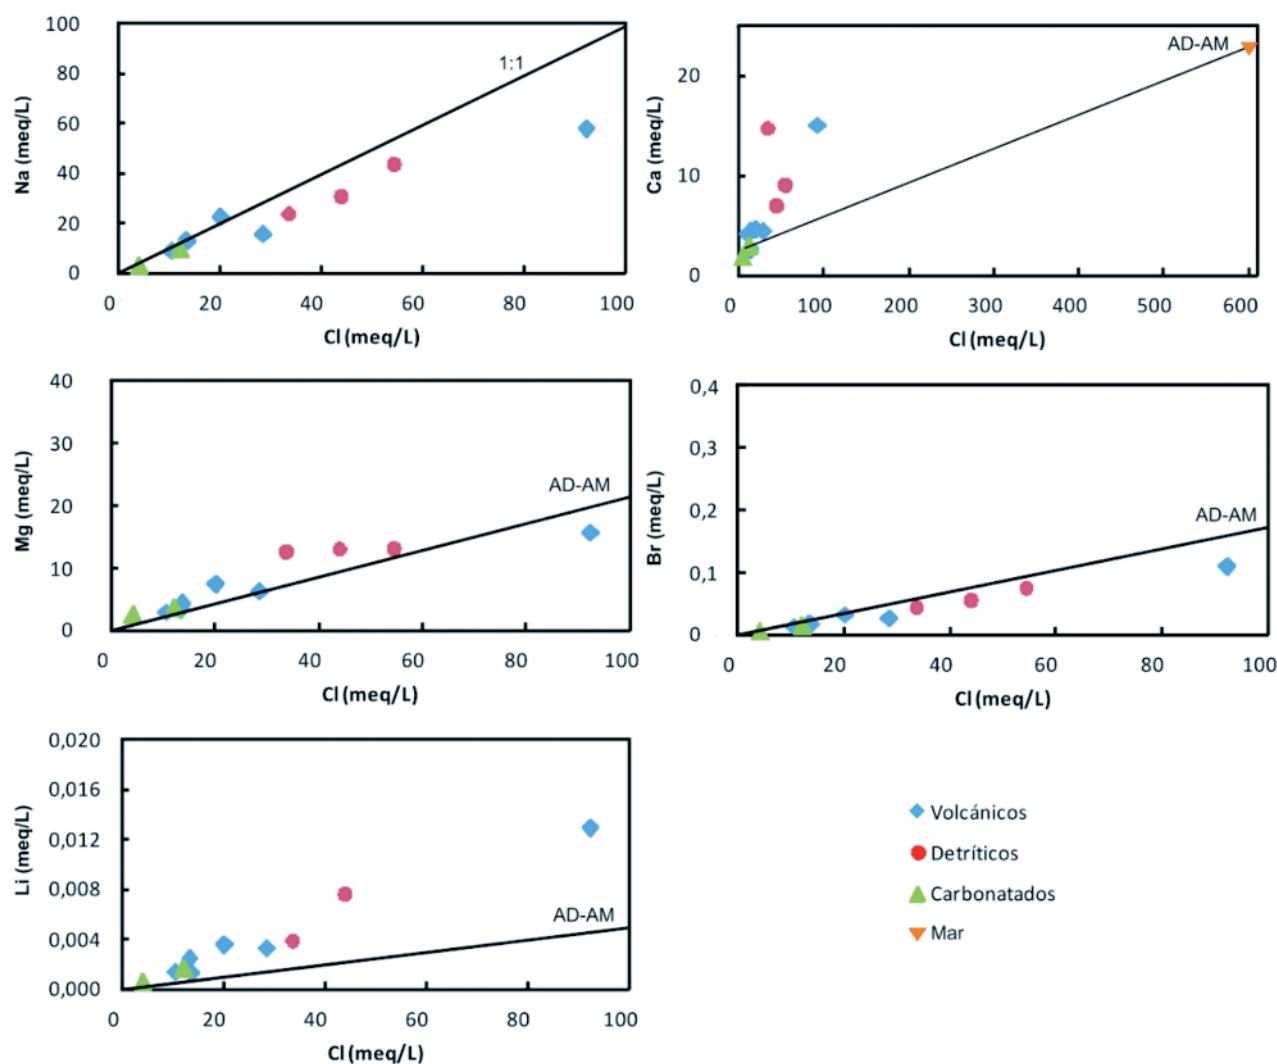 100
80
60
40
20
0
Na (meq/L)
1:1
0 20 40 60 80 100
Cl (meq/L)
20
10
0
Ca (meq/L)
AD-AM
0 100 200 300 400 500 600
Cl (meq/L)
40
30
20
10
0
Mg (meq/L)
AD-AM
0 20 40 60 80 100
Cl (meq/L)
0,4
0,3
0,2
0,1
0
Br (meq/L)
AD-AM
0 20 40 60 80 100
Cl (meq/L)
0,020
0,016
0,012
0,008
0,004
0,000
Li (meq/L)
AD-AM
0 20 40 60 80 100
Cl (meq/L)
Volcánicos
Detríticos
Carbonatados
Mar